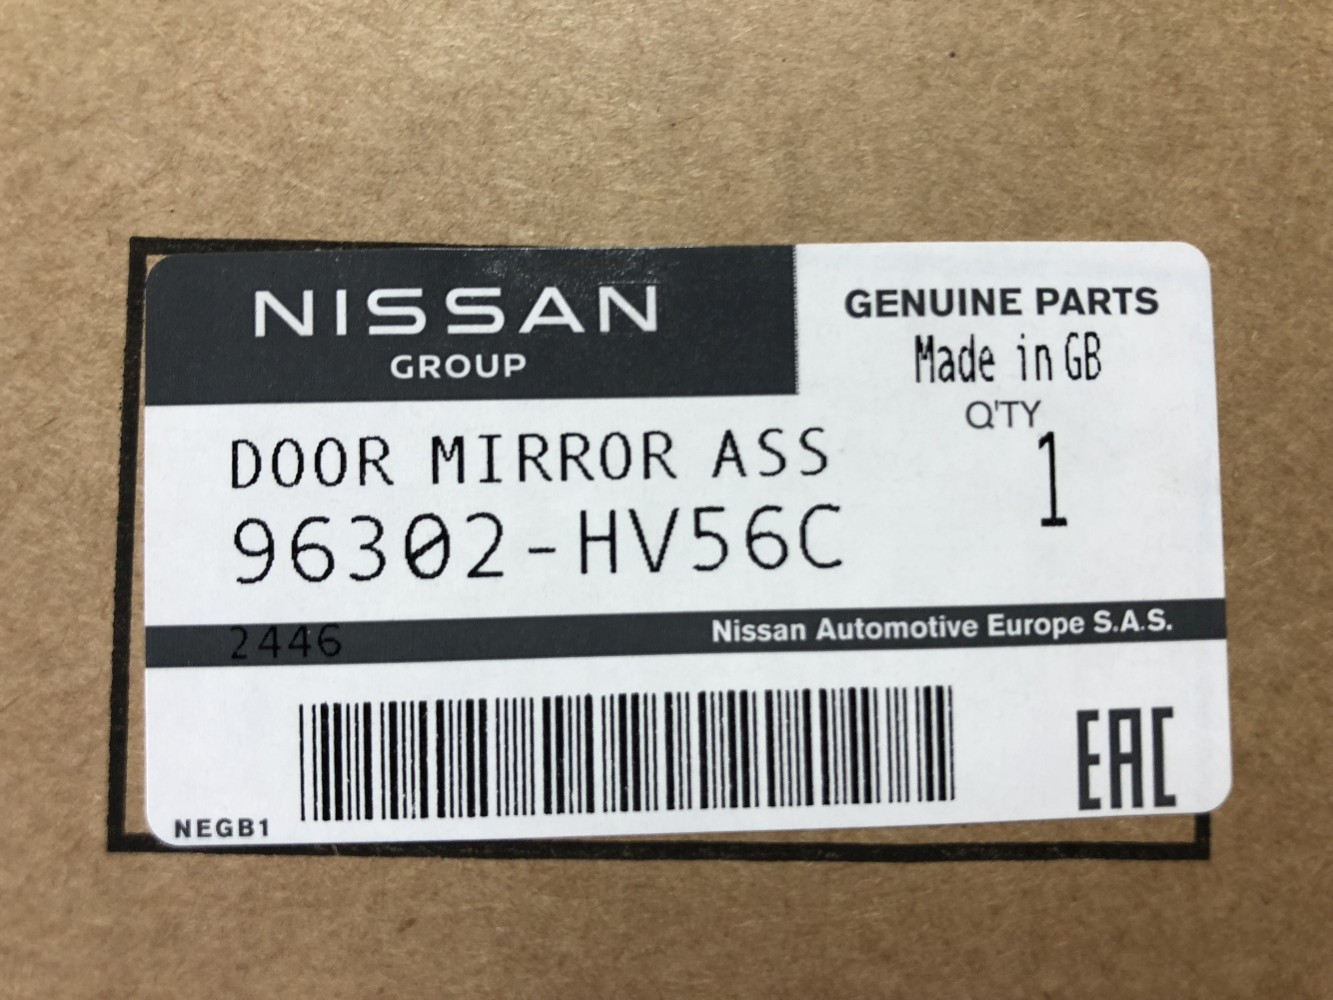 NISSAN
GROUP
GENUINE PARTS
Made in GB
Q'TY
1
DOOR MIRROR ASS
96302-HV56C
2446
Nissan Automotive Europe S.A.S.
NEGB1
EAC